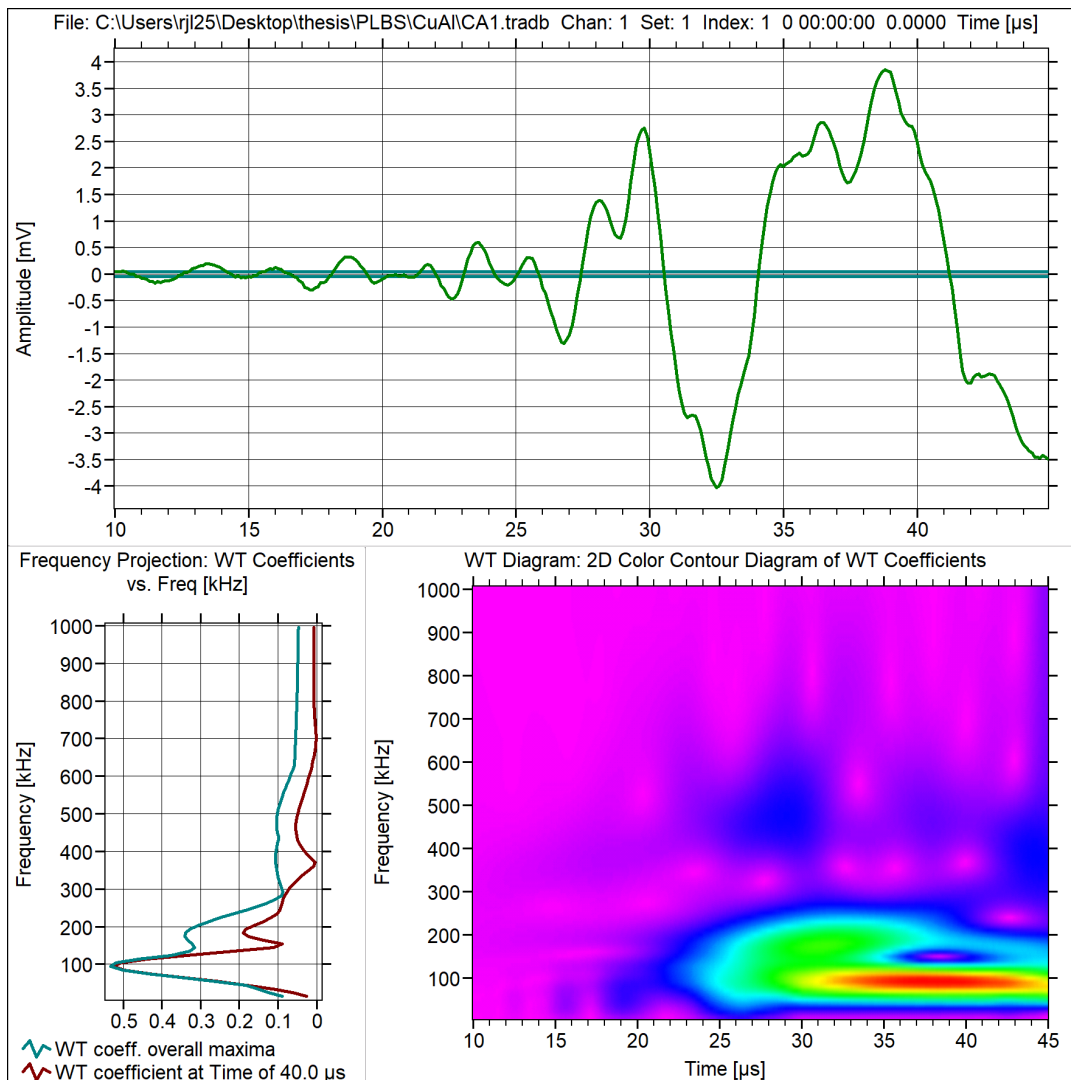 File: C:\Users\rjl25\Desktop\thesis\PLBS\CuAl\CA1.tradb Chan: 1 Set: 1 Index: 1 0 00:00:00 0.0000 Time [µs]
Amplitude [mV]
4
3.5
3
2.5
2
1.5
1
0.5
0
-0.5
-1
-1.5
-2
-2.5
-3
-3.5
-4
10 15 20 25 30 35 40
Frequency Projection: WT Coefficients
vs. Freq [kHz]
Frequency [kHz]
1000
900
800
700
600
500
400
300
200
100
0.5 0.4 0.3 0.2 0.1 0
WT coeff. overall maxima
WT coefficient at Time of 40.0 µs
WT Diagram: 2D Color Contour Diagram of WT Coefficients
Frequency [kHz]
1000
900
800
700
600
500
400
300
200
100
10 15 20 25 30 35 40 45
Time [µs]